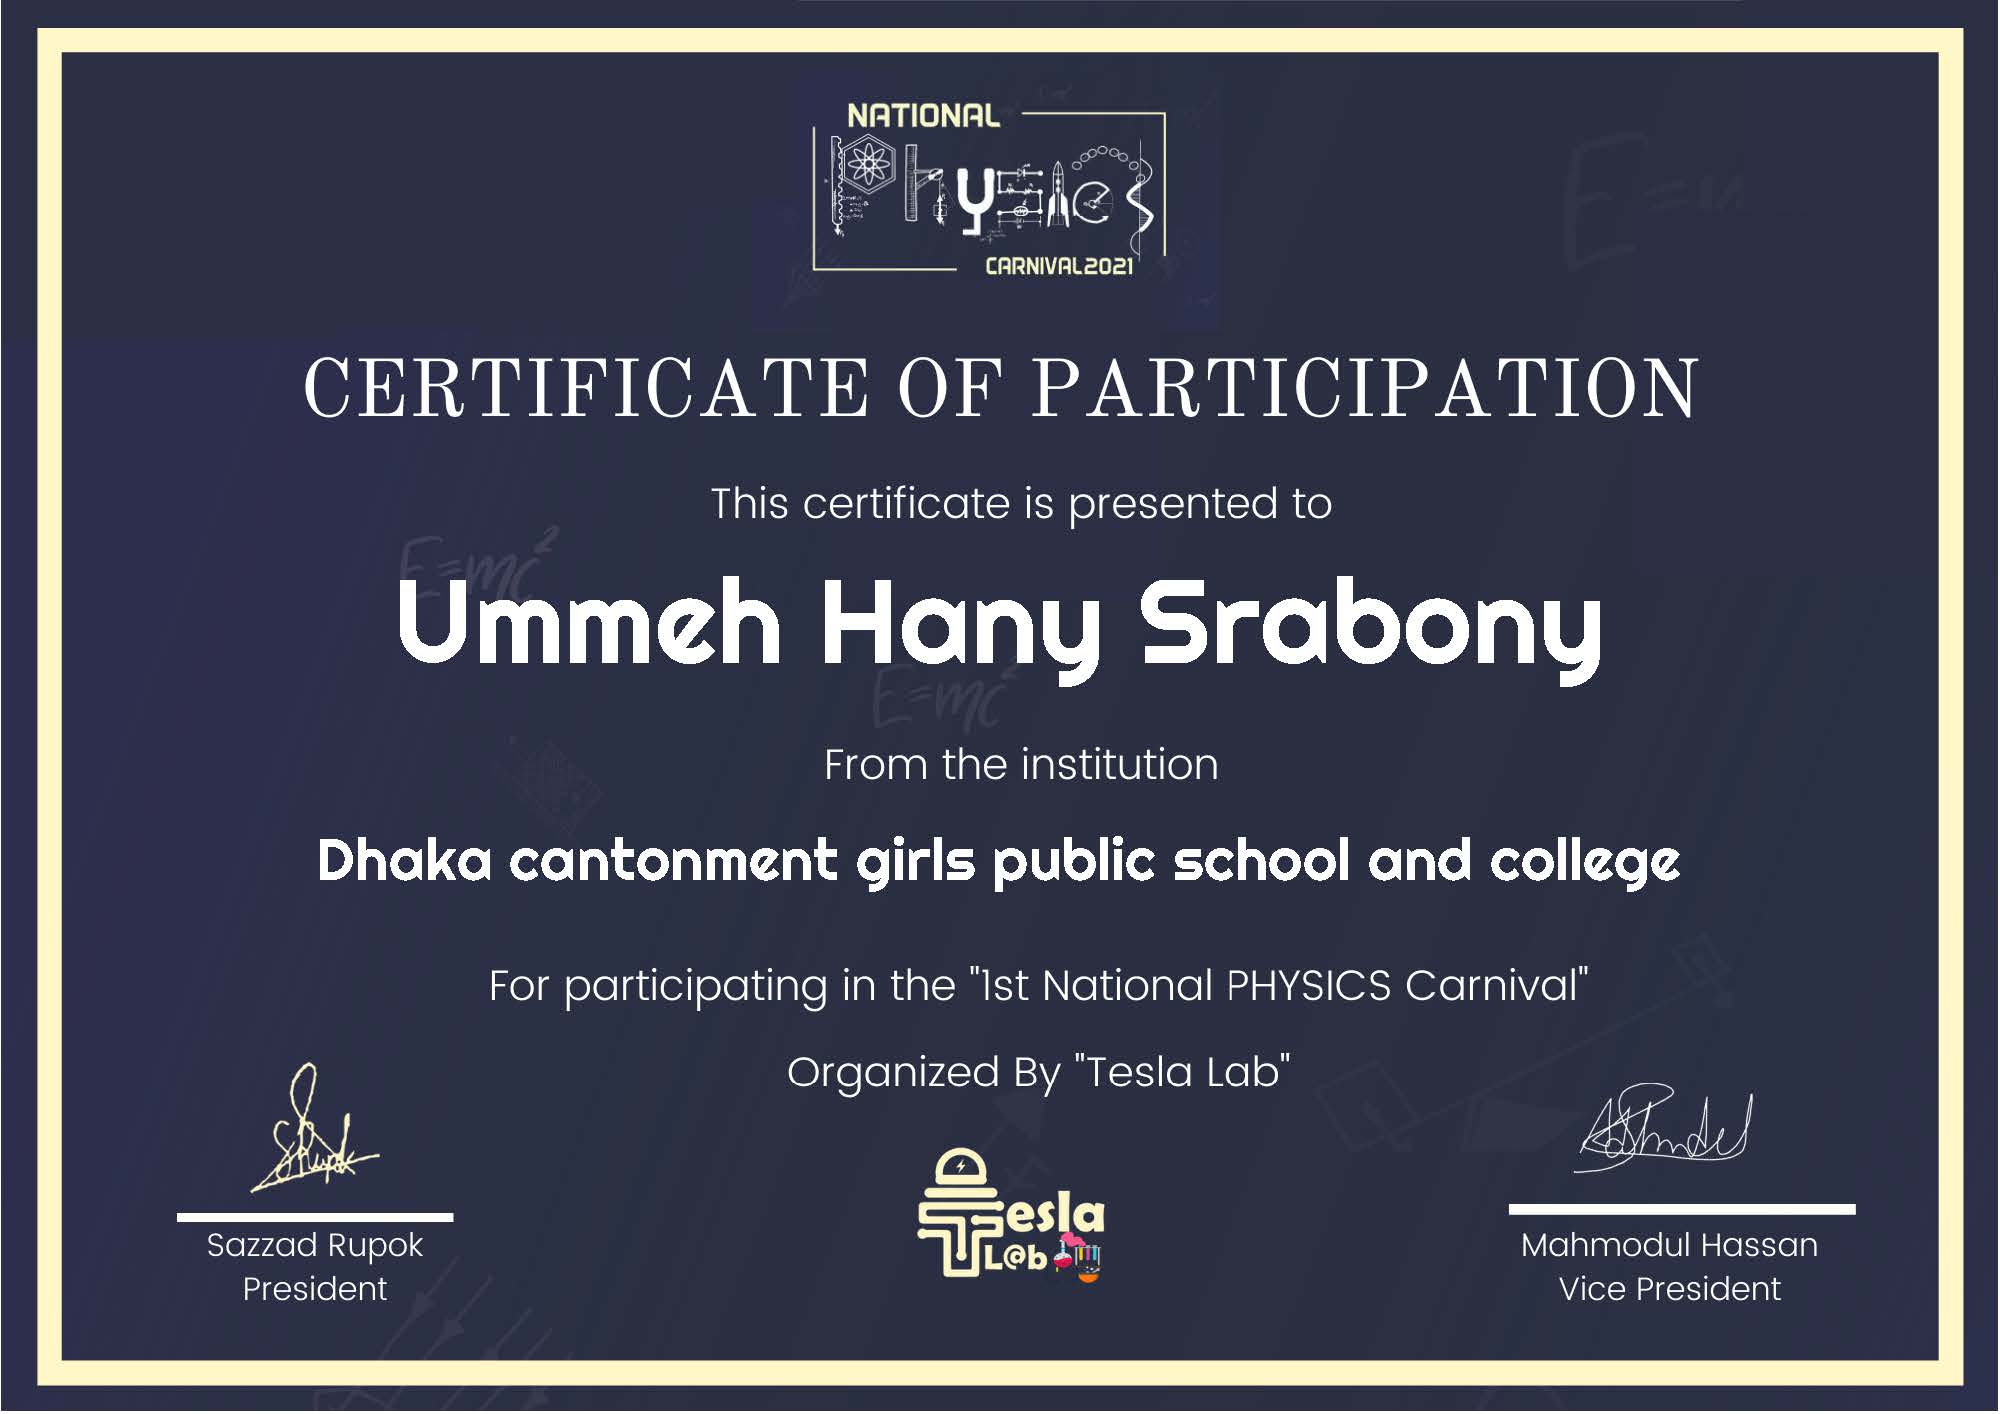 NATIONAL
Physics
CARNIVAL2021
CERTIFICATE OF PARTICIPATION
This certificate is presented to
E=mc²
Ummeh Hany Srabony
E=mc²
From the institution
Dhaka cantonment girls public school and college
For participating in the "1st National PHYSICS Carnival"
Organized By "Tesla Lab"
Tesla
L@b
Sazzad Rupok
President
Mahmodul Hassan
Vice President